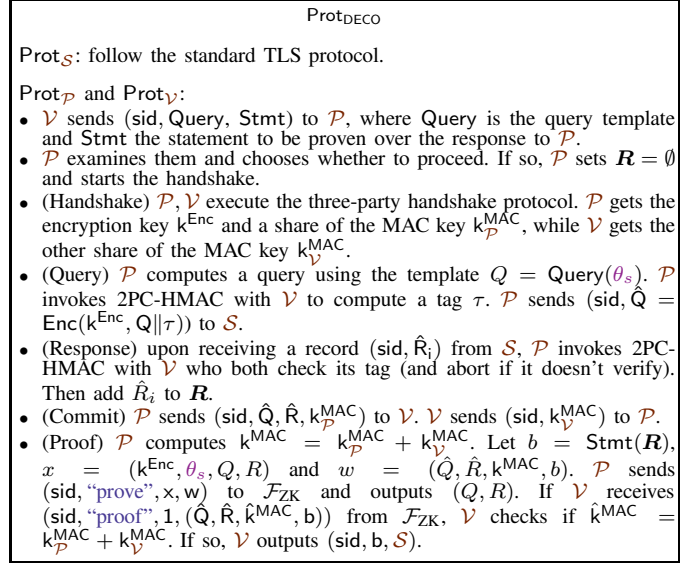 Prot_DECO
Prot_𝒮: follow the standard TLS protocol.
Prot_𝒫 and Prot_𝒱:
• 𝒱 sends (sid, Query, Stmt) to 𝒫, where Query is the query template
and Stmt the statement to be proven over the response to 𝒫.
• 𝒫 examines them and chooses whether to proceed. If so, 𝒫 sets 𝑹 = ∅
and starts the handshake.
• (Handshake) 𝒫, 𝒱 execute the three-party handshake protocol. 𝒫 gets the
encryption key k^Enc and a share of the MAC key k_𝒫^MAC, while 𝒱 gets the
other share of the MAC key k_𝒱^MAC.
• (Query) 𝒫 computes a query using the template Q = Query(θ_s). 𝒫
invokes 2PC-HMAC with 𝒱 to compute a tag τ. 𝒫 sends (sid, Q̂ =
Enc(k^Enc, Q‖τ)) to 𝒮.
• (Response) upon receiving a record (sid, R̂_i) from 𝒮, 𝒫 invokes 2PC-
HMAC with 𝒱 who both check its tag (and abort if it doesn't verify).
Then add R̂_i to 𝑹.
• (Commit) 𝒫 sends (sid, Q̂, R̂, k_𝒫^MAC) to 𝒱. 𝒱 sends (sid, k_𝒱^MAC) to 𝒫.
• (Proof) 𝒫 computes k^MAC = k_𝒫^MAC + k_𝒱^MAC. Let b = Stmt(𝑹),
x = (k^Enc, θ_s, Q, R) and w = (Q̂, R̂, k^MAC, b). 𝒫 sends
(sid, "prove", x, w) to ℱ_ZK and outputs (Q, R). If 𝒱 receives
(sid, "proof", 1, (Q̂, R̂, k̂^MAC, b)) from ℱ_ZK, 𝒱 checks if k̂^MAC =
k_𝒫^MAC + k_𝒱^MAC. If so, 𝒱 outputs (sid, b, 𝒮).